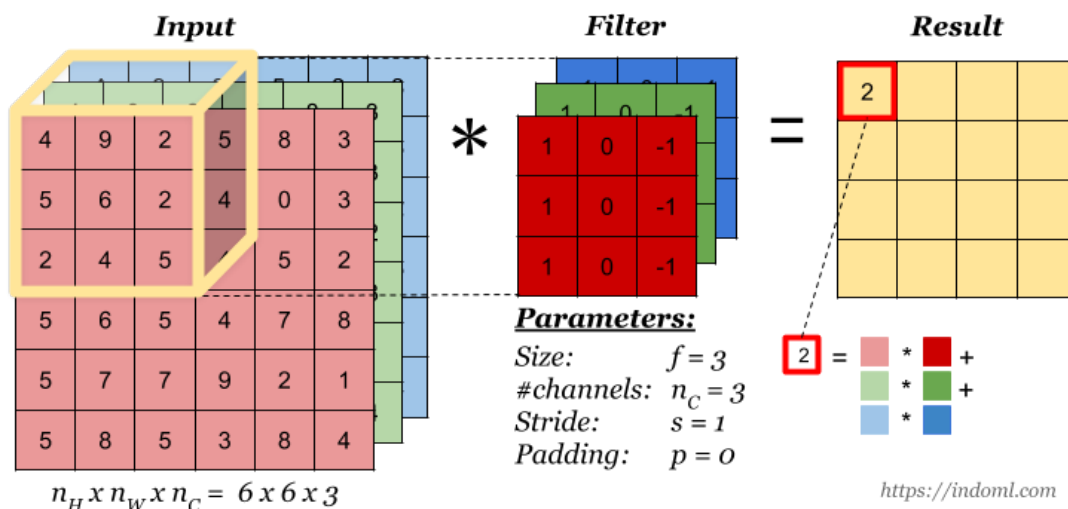 Input Filter Result
4 9 2 5 8 3
5 6 2 4 0 3
2 4 5 5 2
5 6 5 4 7 8
5 7 7 9 2 1
5 8 5 3 8 4
n_H x n_W x n_C = 6 x 6 x 3
*
1 0 -1
1 0 -1
1 0 -1
1 0 -1
=
2
Parameters:
Size: f = 3
#channels: n_C = 3
Stride: s = 1
Padding: p = 0
2 = * +
* +
*
https://indoml.com